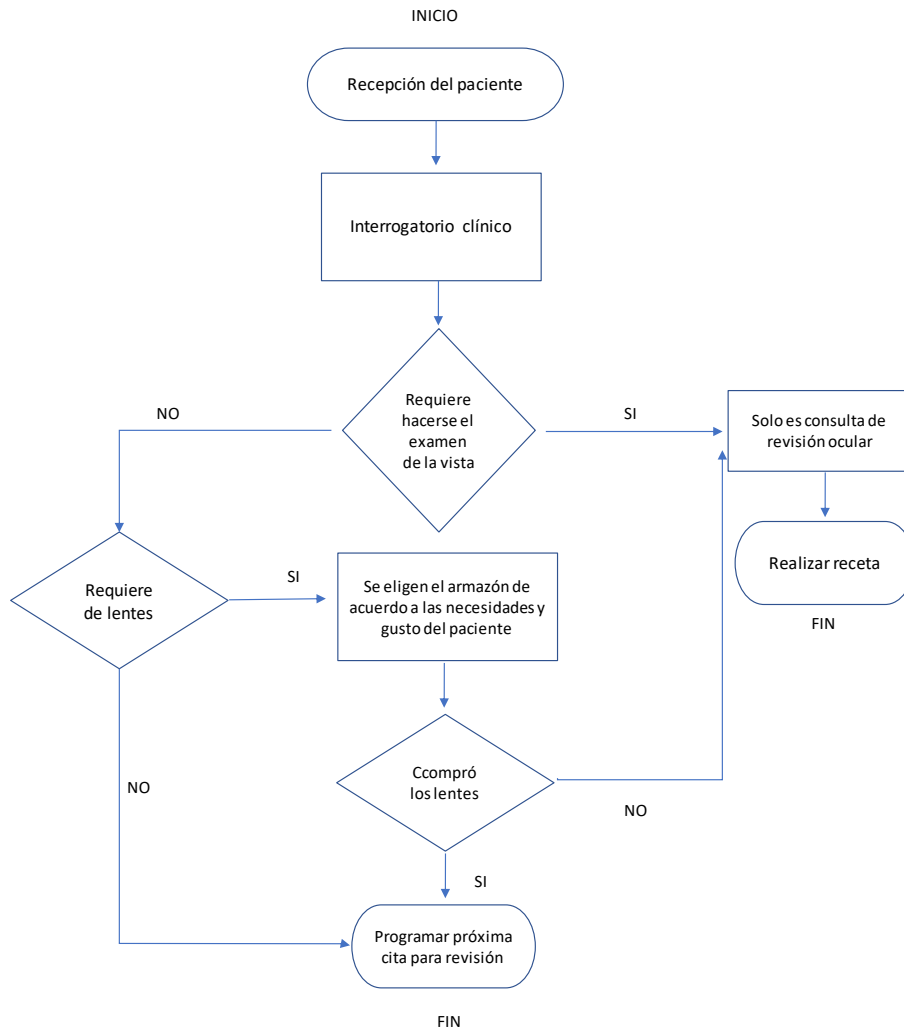 INICIO
Recepción del paciente
Interrogatorio clínico
Requiere
hacerse el
examen
de la vista
NO
SI
Solo es consulta de
revisión ocular
Realizar receta
FIN
Requiere
de lentes
SI
Se eligen el armazón de
acuerdo a las necesidades y
gusto del paciente
NO
Ccompró
los lentes
NO
SI
Programar próxima
cita para revisión
FIN